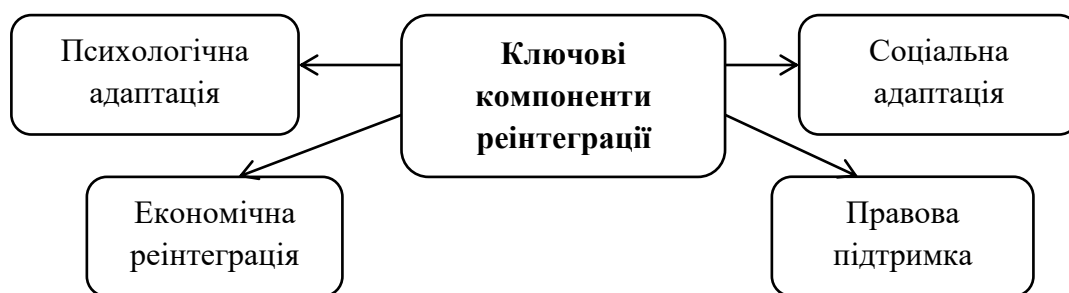 Психологічна
адаптація
Ключові
компоненти
реінтеграції
Соціальна
адаптація
Економічна
реінтеграція
Правова
підтримка